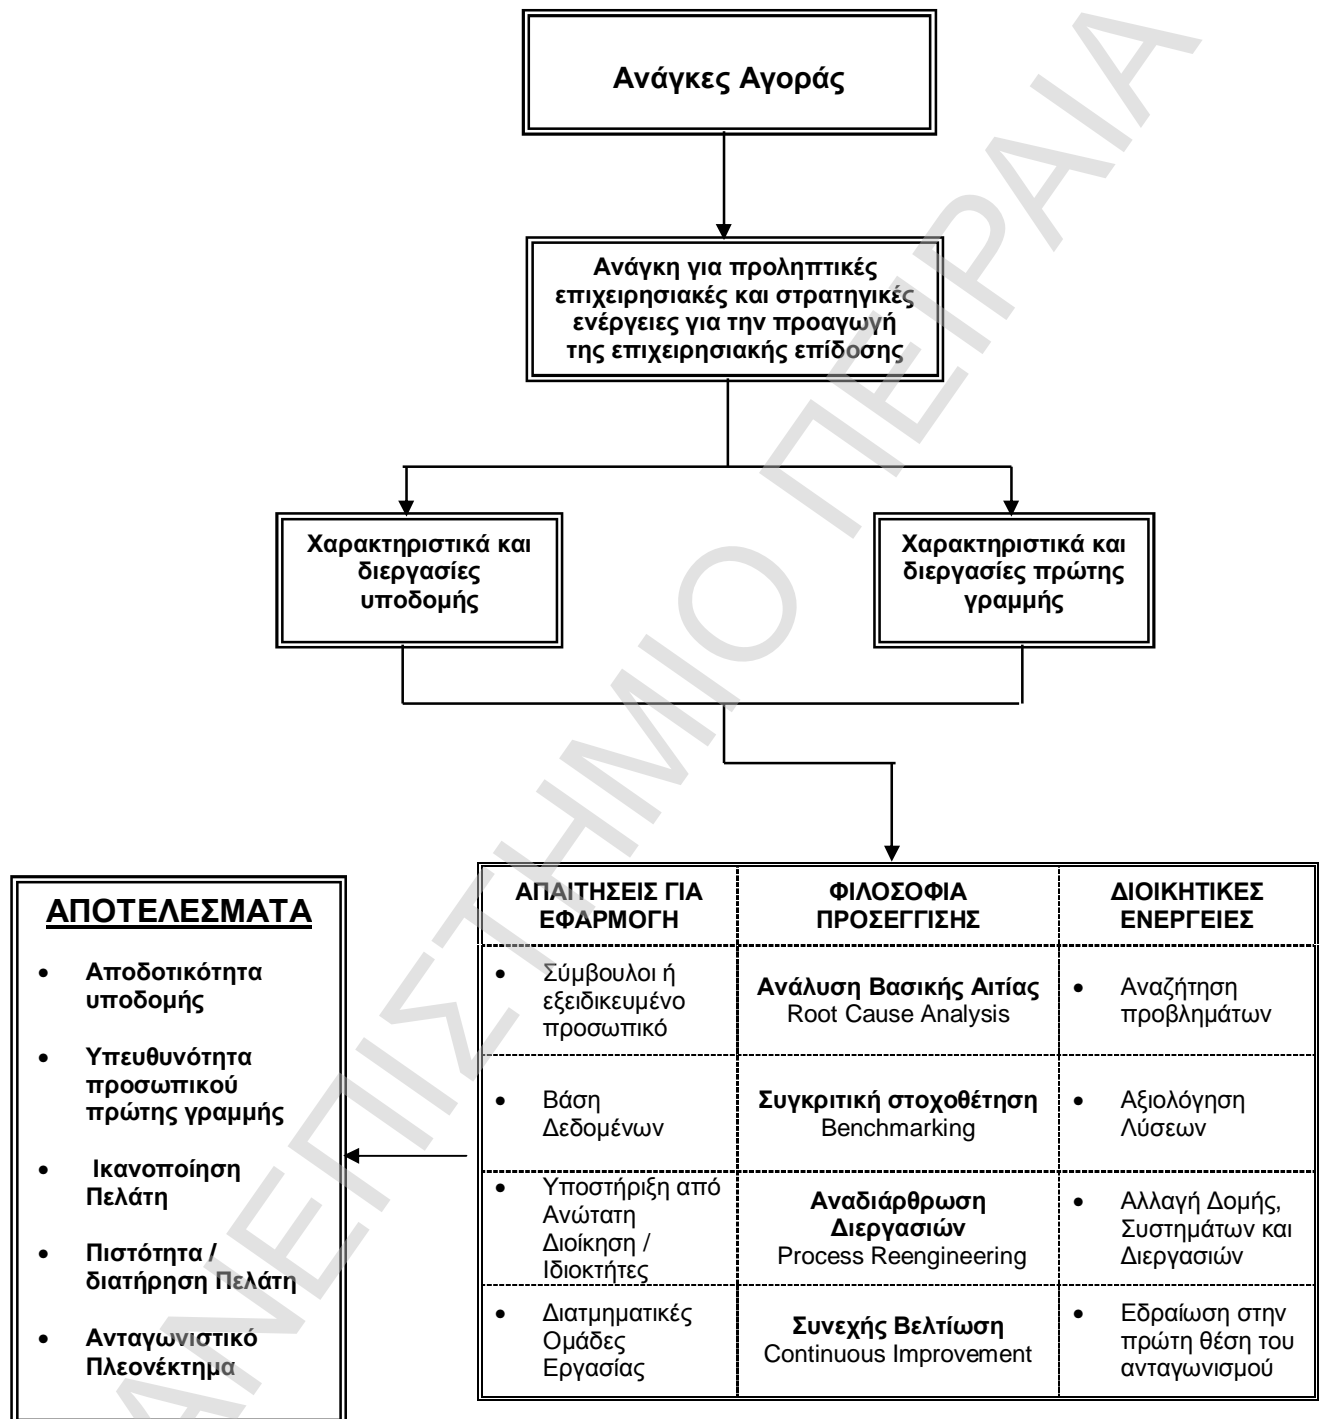 Ανάγκες Αγοράς
Ανάγκη για προληπτικές
επιχειρησιακές και στρατηγικές
ενέργειες για την προαγωγή
της επιχειρησιακής επίδοσης
Χαρακτηριστικά και
διεργασίες
υποδομής
Χαρακτηριστικά και
διεργασίες πρώτης
γραμμής
ΑΠΟΤΕΛΕΣΜΑΤΑ
• Αποδοτικότητα
υποδομής
• Υπευθυνότητα
προσωπικού
πρώτης γραμμής
• Ικανοποίηση
Πελάτη
• Πιστότητα /
διατήρηση Πελάτη
• Ανταγωνιστικό
Πλεονέκτημα
ΑΠΑΙΤΗΣΕΙΣ ΓΙΑ
ΕΦΑΡΜΟΓΗ
ΦΙΛΟΣΟΦΙΑ
ΠΡΟΣΕΓΓΙΣΗΣ
ΔΙΟΙΚΗΤΙΚΕΣ
ΕΝΕΡΓΕΙΕΣ
• Σύμβουλοι ή
εξειδικευμένο
προσωπικό
Ανάλυση Βασικής Αιτίας
Root Cause Analysis
• Αναζήτηση
προβλημάτων
• Βάση
Δεδομένων
Συγκριτική στοχοθέτηση
Benchmarking
• Αξιολόγηση
Λύσεων
• Υποστήριξη από
Ανώτατη
Διοίκηση /
Ιδιοκτήτες
Αναδιάρθρωση
Διεργασιών
Process Reengineering
• Αλλαγή Δομής,
Συστημάτων και
Διεργασιών
• Διατμηματικές
Ομάδες
Εργασίας
Συνεχής Βελτίωση
Continuous Improvement
• Εδραίωση στην
πρώτη θέση του
ανταγωνισμού
ΑΝΕΠΙΣΤΗΜΙΟ ΠΕΙΡΑΙΑ